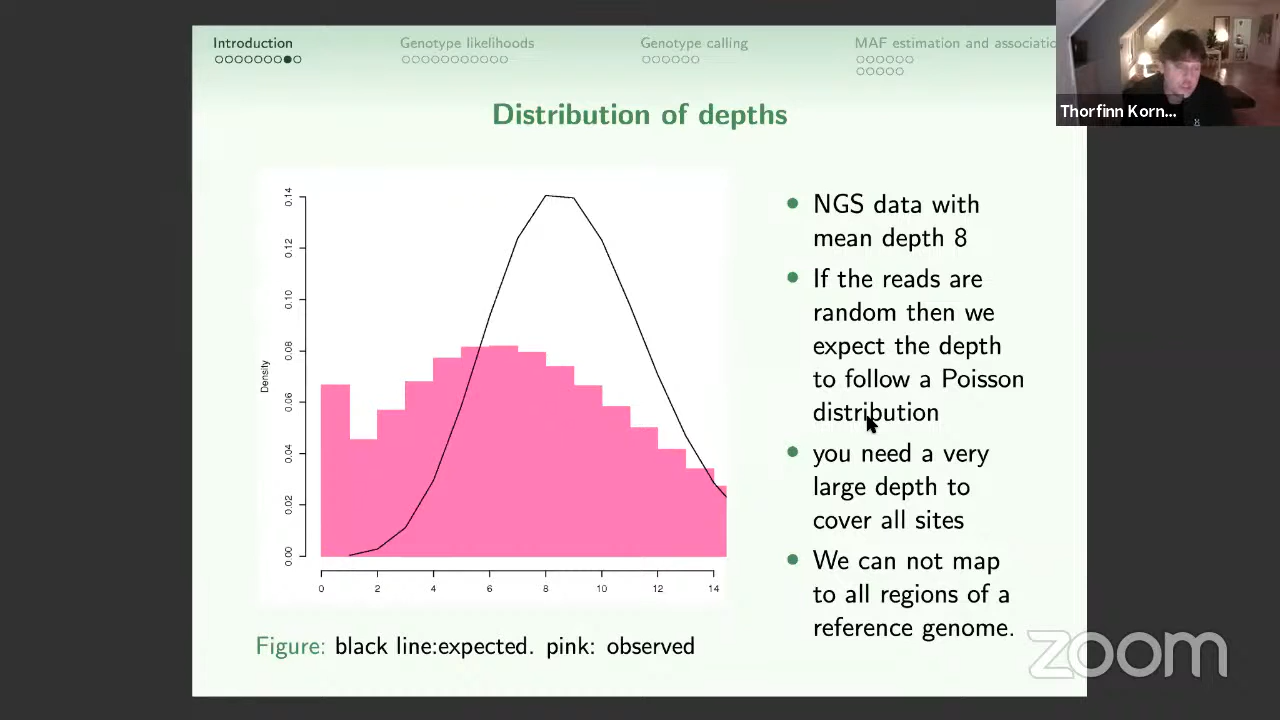 Introduction
Genotype likelihoods
Genotype calling
MAF estimation and associatio
Thorfinn Korn...
Distribution of depths
0.14
0.12
0.10
0.08
0.06
0.04
0.02
0.00
Density
0 2 4 6 8 10 12 14
Figure: black line:expected. pink: observed
• NGS data with
mean depth 8
• If the reads are
random then we
expect the depth
to follow a Poisson
distribution
• you need a very
large depth to
cover all sites
• We can not map
to all regions of a
reference genome.
zoom